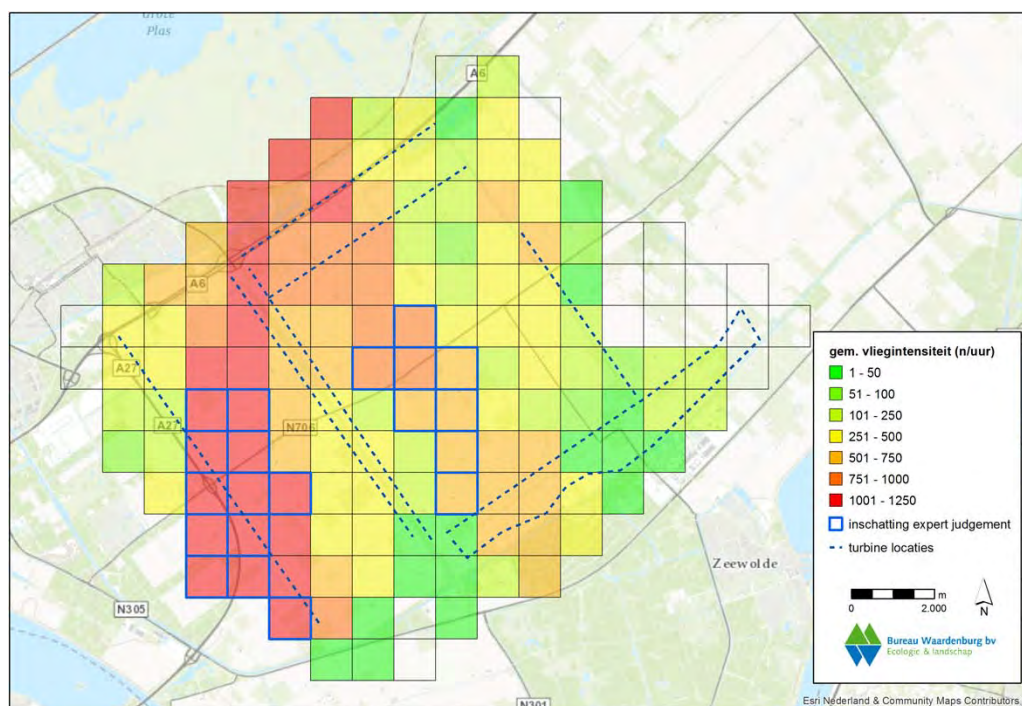 Grote
Plas
A6
A6
A27
A27
N706
N305
Zeewolde
N301
gem. vliegintensiteit (n/uur)
1 - 50
51 - 100
101 - 250
251 - 500
501 - 750
751 - 1000
1001 - 1250
inschatting expert judgement
turbine locaties
m
0 2.000
N
Bureau Waardenburg bv
Ecologie & landschap
Esri Nederland & Community Maps Contributors,